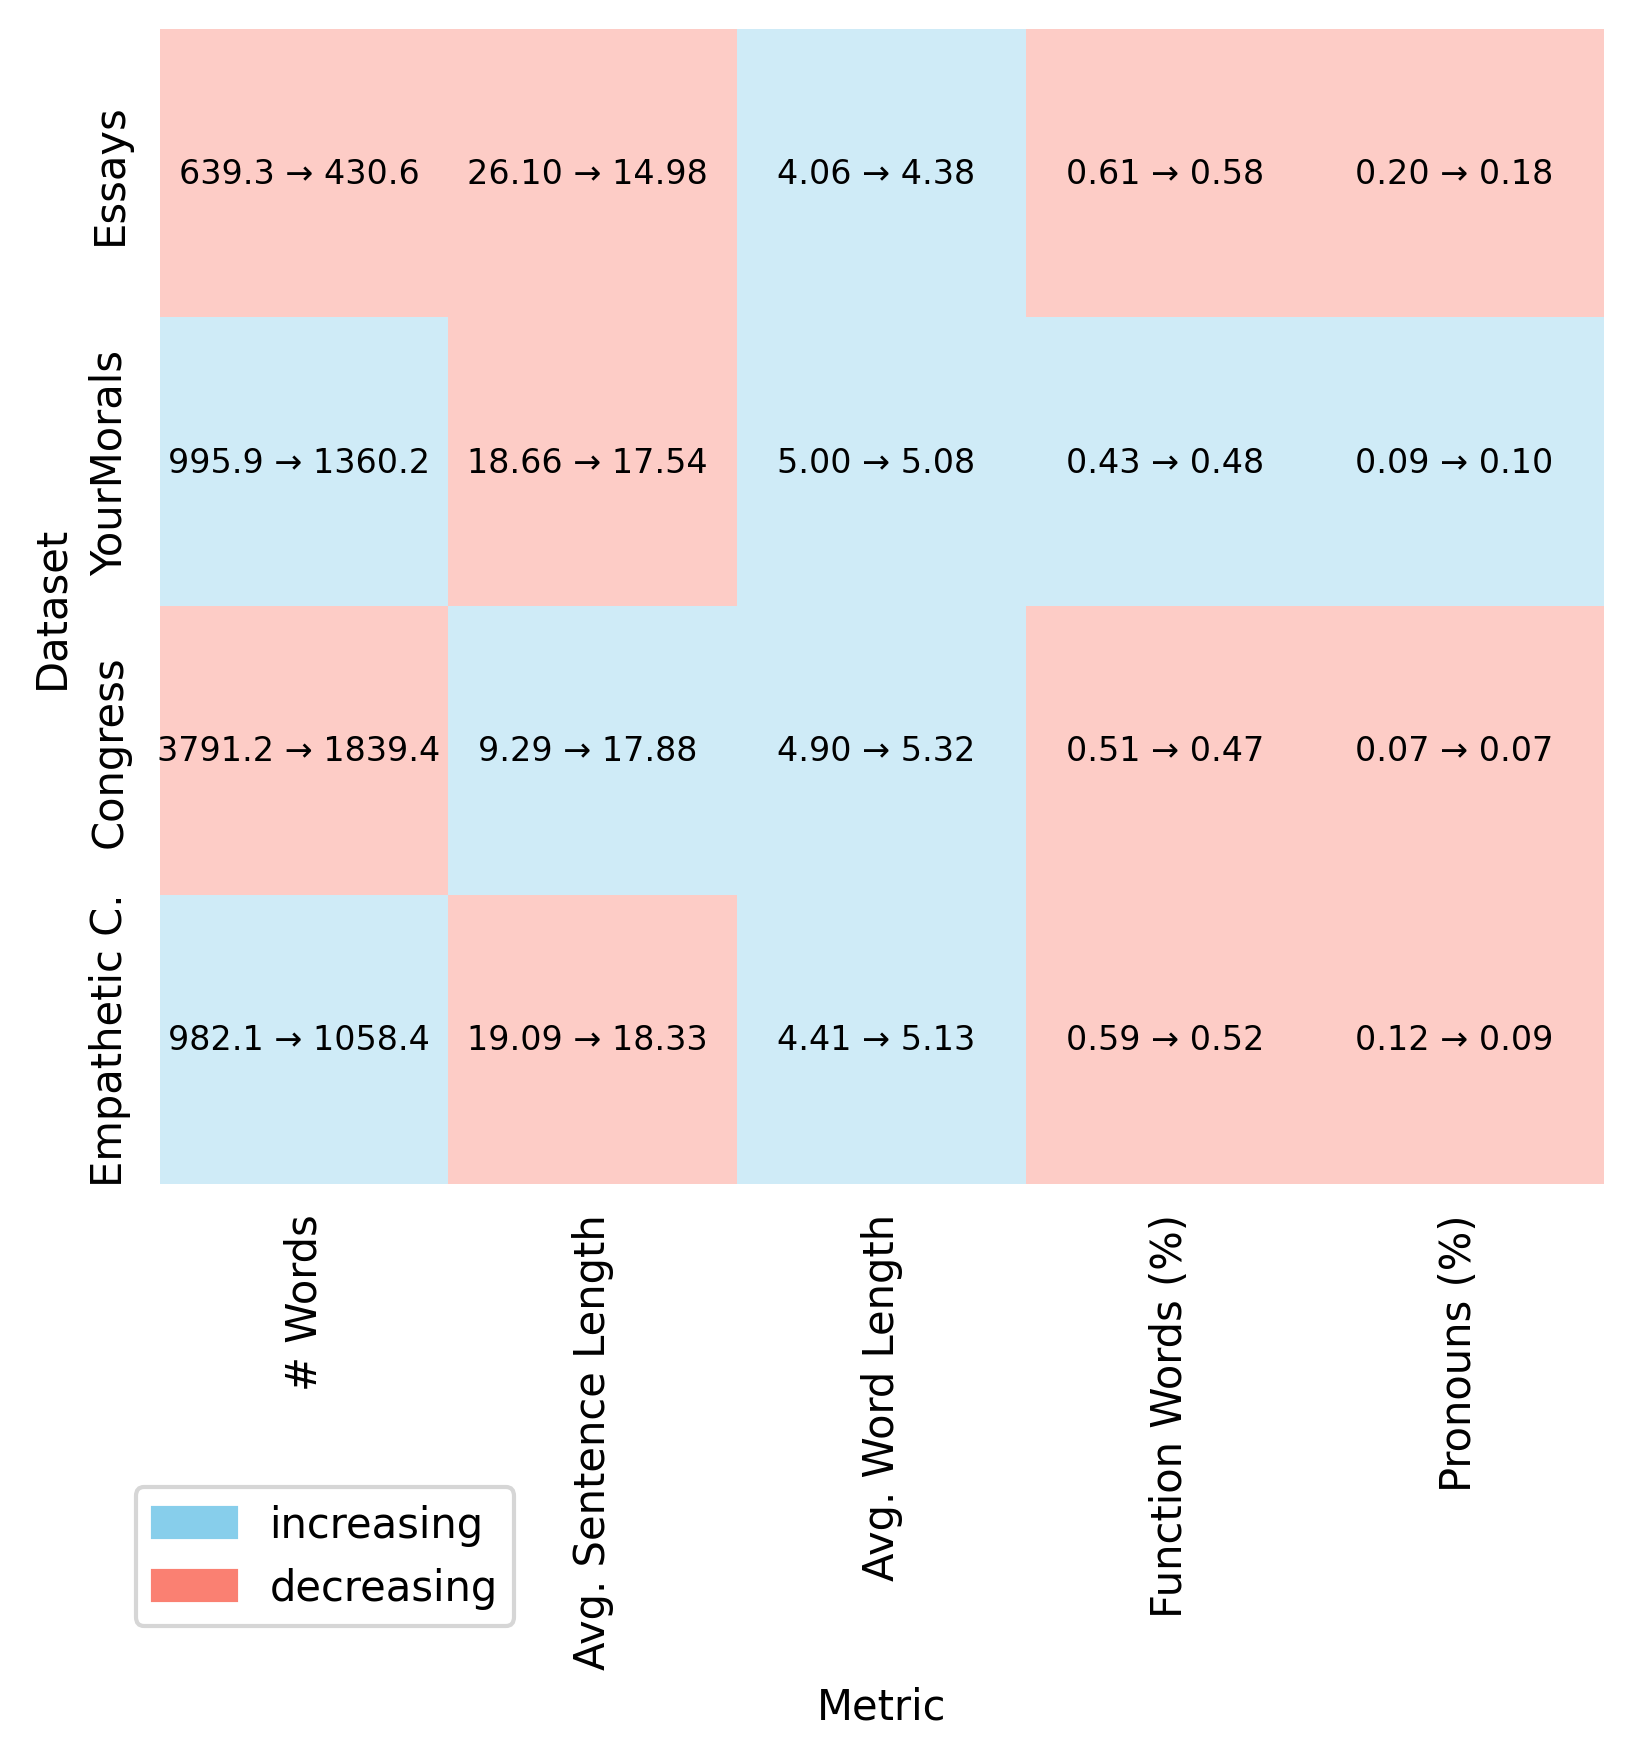 Dataset
Essays
639.3 → 430.6 26.10 → 14.98 4.06 → 4.38 0.61 → 0.58 0.20 → 0.18
YourMorals
995.9 → 1360.2 18.66 → 17.54 5.00 → 5.08 0.43 → 0.48 0.09 → 0.10
Congress
3791.2 → 1839.4 9.29 → 17.88 4.90 → 5.32 0.51 → 0.47 0.07 → 0.07
Empathetic C.
982.1 → 1058.4 19.09 → 18.33 4.41 → 5.13 0.59 → 0.52 0.12 → 0.09
# Words
Avg. Sentence Length
Avg. Word Length
Function Words (%)
Pronouns (%)
increasing
decreasing
Metric